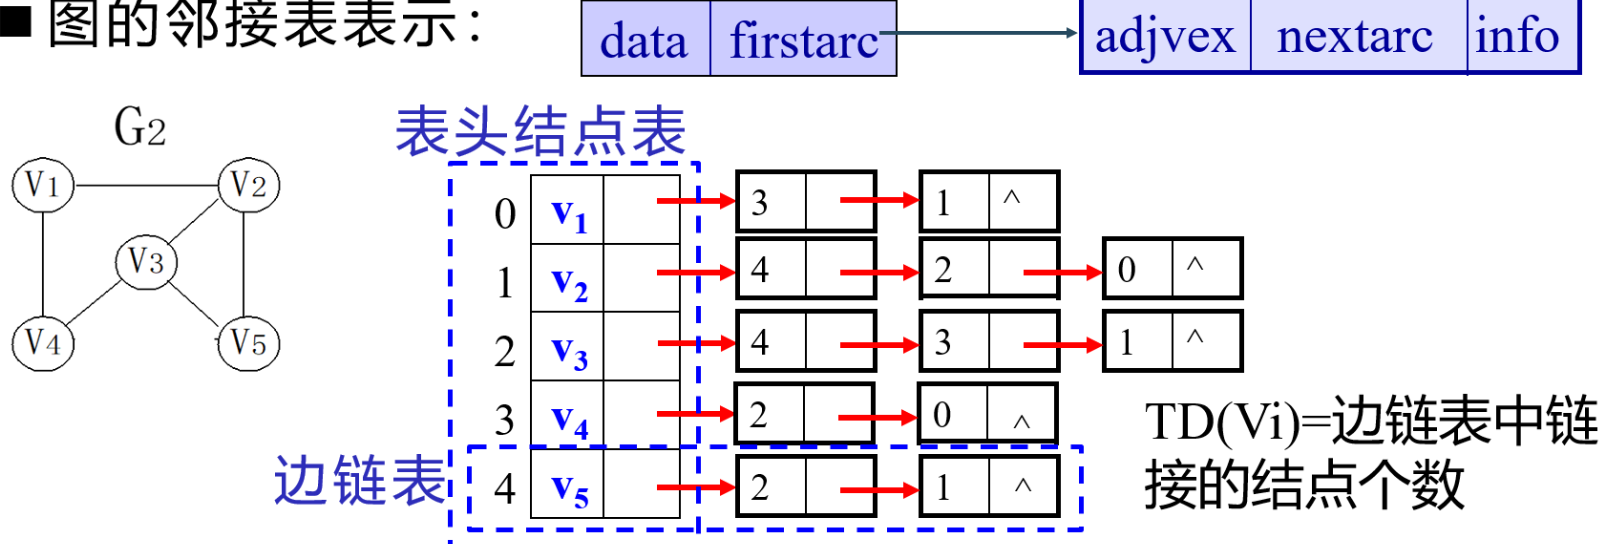 ■ 图的邻接表表示：
data firstarc adjvex nextarc info
G2
表头结点表
V1 V2
V3
V4 V5
0 v1 3 1 ^
1 v2 4 2 0 ^
2 v3 4 3 1 ^
3 v4 2 0 ^
4 v5 2 1 ^
边链表
TD(Vi)=边链表中链
接的结点个数